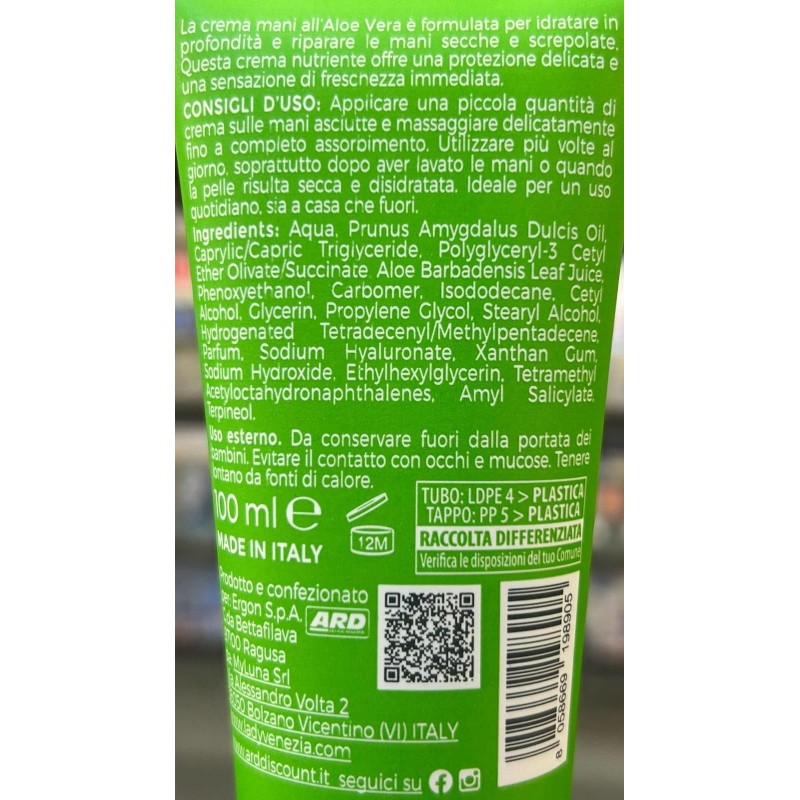 La crema mani all'Aloe Vera è formulata per idratare in
profondità e riparare le mani secche e screpolate.
Questa crema nutriente offre una protezione delicata e
una sensazione di freschezza immediata.
CONSIGLI D'USO: Applicare una piccola quantità di
crema sulle mani asciutte e massaggiare delicatamente
fino a completo assorbimento. Utilizzare più volte al
giorno, soprattutto dopo aver lavato le mani o quando
la pelle risulta secca e disidratata. Ideale per un uso
quotidiano, sia a casa che fuori.
Ingredients: Aqua, Prunus Amygdalus Dulcis Oil,
Caprylic/Capric Triglyceride, Polyglyceryl-3 Cetyl
Ether Olivate/Succinate, Aloe Barbadensis Leaf Juice,
Phenoxyethanol, Carbomer, Isododecane, Cetyl
Alcohol, Glycerin, Propylene Glycol, Stearyl Alcohol,
Hydrogenated Tetradecenyl/Methylpentadecene,
Parfum, Sodium Hyaluronate, Xanthan Gum,
Sodium Hydroxide, Ethylhexylglycerin, Tetramethyl
Acetyloctahydronaphthalenes, Amyl Salicylate,
Terpineol.
Uso esterno. Da conservare fuori dalla portata dei
bambini. Evitare il contatto con occhi e mucose. Tenere
lontano da fonti di calore.
100 ml e
12M
TUBO: LDPE 4 > PLASTICA
TAPPO: PP 5 > PLASTICA
RACCOLTA DIFFERENZIATA
Verifica le disposizioni del tuo Comune
MADE IN ITALY
Prodotto e confezionato
per: Ergon S.p.A.
C.da Bettafilava
97100 Ragusa
ARD
da MyLuna Srl
Via Alessandro Volta 2
Bolzano Vicentino (VI) ITALY
www.ladyvenezia.com
www.arddiscount.it seguici su
8 058669 198905